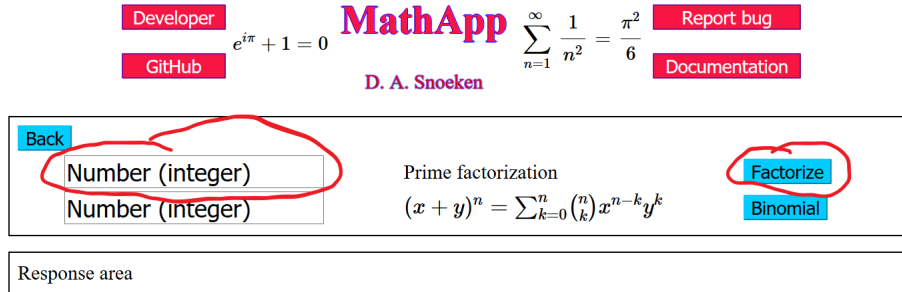 Developer
GitHub
e^{iπ} + 1 = 0
MathApp
D. A. Snoeken
∑_{n=1}^{∞} 1/n² = π²/6
Report bug
Documentation
Back
Number (integer) Prime factorization Factorize
Number (integer) (x + y)^n = ∑_{k=0}^{n} (n k) x^{n−k} y^k Binomial
Response area